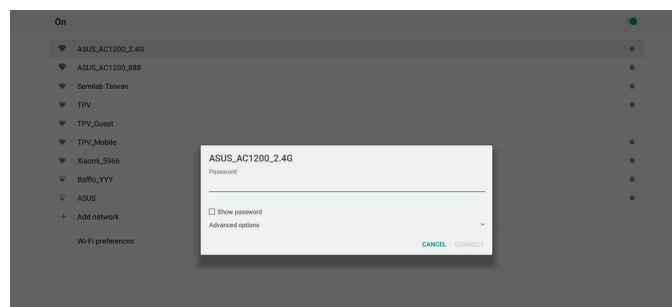 On
ASUS_AC1200_2.4G
ASUS_AC1200_888
Semilab Taiwan
TPV
TPV_Guest
TPV_Mobile
Xiaomi_5966
Baffio_YYY
ASUS
+ Add network
Wi-Fi preferences
ASUS_AC1200_2.4G
Password
Show password
Advanced options
CANCEL CONNECT